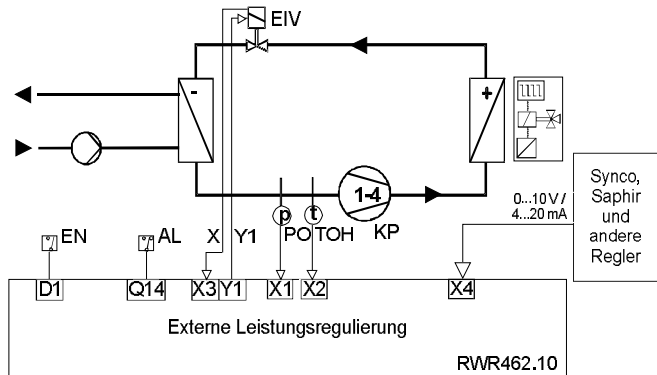 EIV
-
+
1-4
0...10 V /
4...20 mA
Synco,
Saphir
und
andere
Regler
p
t
PO TOH
KP
EN
AL
X
Y1
D1
Q14
X3
Y1
X1
X2
X4
Externe Leistungsregulierung
RWR462.10